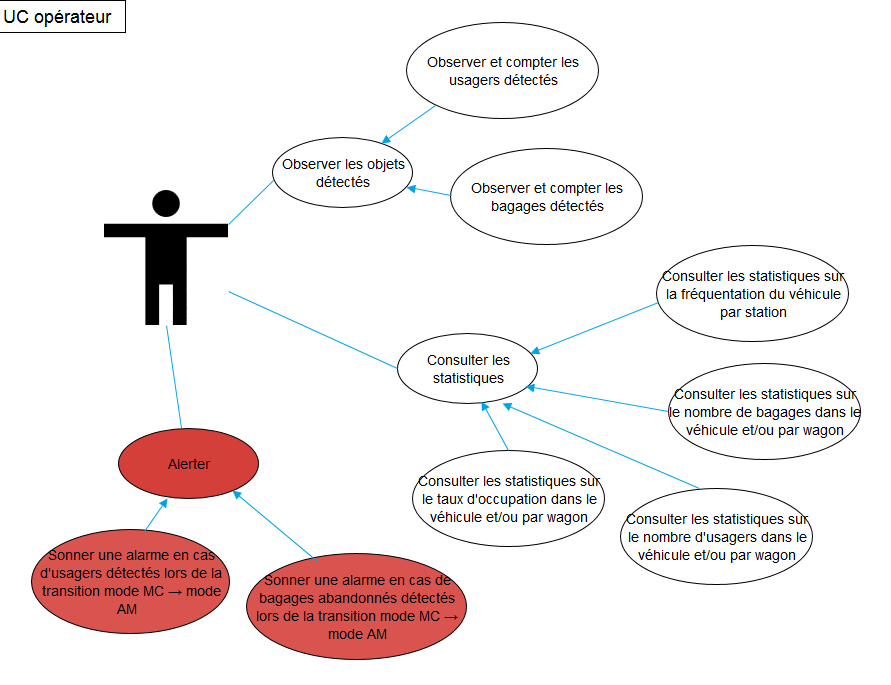 UC opérateur
Observer et compter les
usagers détectés
Observer les objets
détectés
Observer et compter les
bagages détectés
Consulter les statistiques sur
la fréquentation du véhicule
par station
Consulter les
statistiques
Consulter les statistiques sur
le nombre de bagages dans le
véhicule et/ou par wagon
Consulter les statistiques sur
le taux d'occupation dans le
véhicule et/ou par wagon
Consulter les statistiques sur
le nombre d'usagers dans le
véhicule et/ou par wagon
Alerter
Sonner une alarme en cas
d'usagers détectés lors de la
transition mode MC → mode
AM
Sonner une alarme en cas de
bagages abandonnés détectés
lors de la transition mode MC →
mode AM